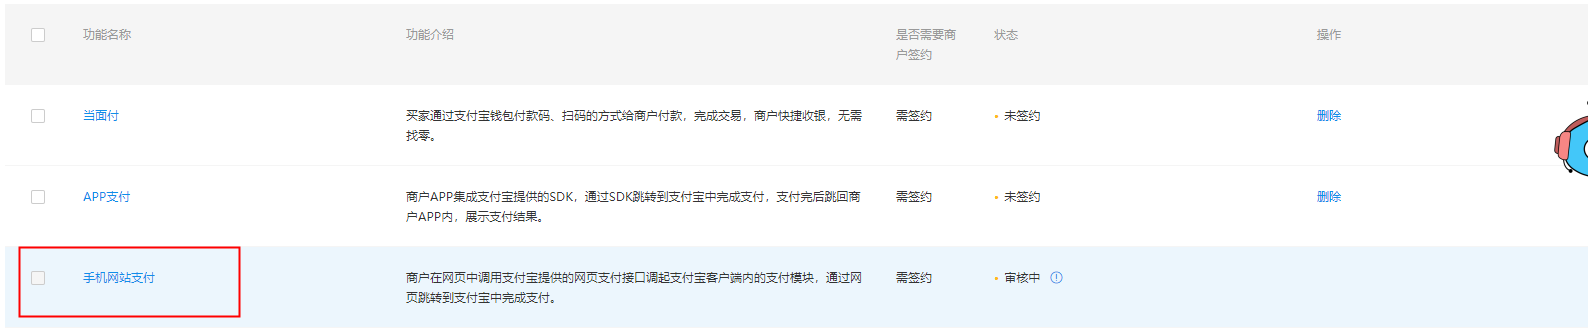 功能名称
功能介绍
是否需要商
户签约
状态
操作
当面付
买家通过支付宝钱包付款码、扫码的方式给商户付款，完成交易，商户快捷收银，无需
找零。
需签约
未签约
删除
APP支付
商户APP集成支付宝提供的SDK，通过SDK跳转到支付宝中完成支付，支付完后跳回商
户APP内，展示支付结果。
需签约
未签约
删除
手机网站支付
商户在网页中调用支付宝提供的网页支付接口调起支付宝客户端内的支付模块，通过网
页跳转到支付宝中完成支付。
需签约
审核中